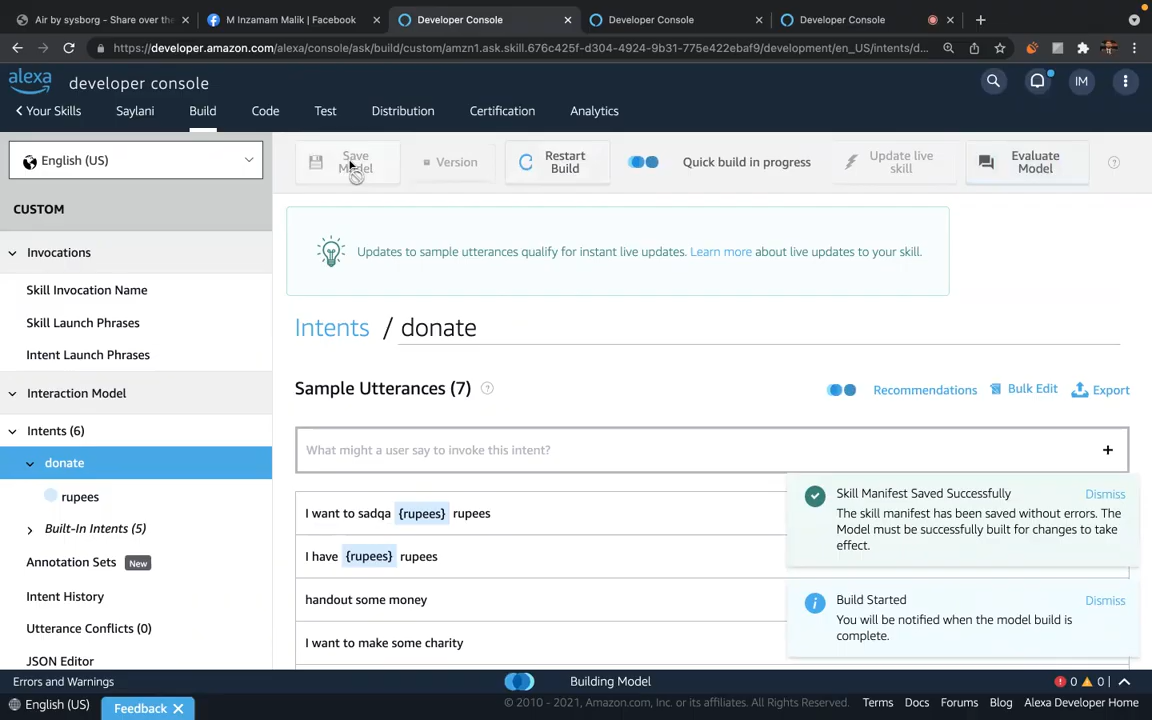 Air by sysborg - Share over the
M Inzamam Malik | Facebook
Developer Console
Developer Console
Developer Console
https://developer.amazon.com/alexa/console/ask/build/custom/amzn1.ask.skill.676c425f-d304-4924-9b31-775e422ebaf9/development/en_US/intents/d...
alexa developer console
IM
Your Skills
Saylani
Build
Code
Test
Distribution
Certification
Analytics
English (US)
Save Model
Version
Restart Build
Quick build in progress
Update live skill
Evaluate Model
CUSTOM
Invocations
Skill Invocation Name
Skill Launch Phrases
Intent Launch Phrases
Interaction Model
Intents (6)
donate
rupees
Built-In Intents (5)
Annotation Sets New
Intent History
Utterance Conflicts (0)
JSON Editor
Updates to sample utterances qualify for instant live updates. Learn more about live updates to your skill.
Intents / donate
Sample Utterances (7)
Recommendations
Bulk Edit
Export
What might a user say to invoke this intent?
I want to sadqa {rupees} rupees
I have {rupees} rupees
handout some money
I want to make some charity
Skill Manifest Saved Successfully
Dismiss
The skill manifest has been saved without errors. The
Model must be successfully built for changes to take
effect.
Build Started
Dismiss
You will be notified when the model build is
complete.
Errors and Warnings
Building Model
0
0 |
English (US)
Feedback
© 2010 - 2021, Amazon.com, Inc. or its affiliates. All Rights Reserved.
Terms
Docs
Forums
Blog
Alexa Developer Home